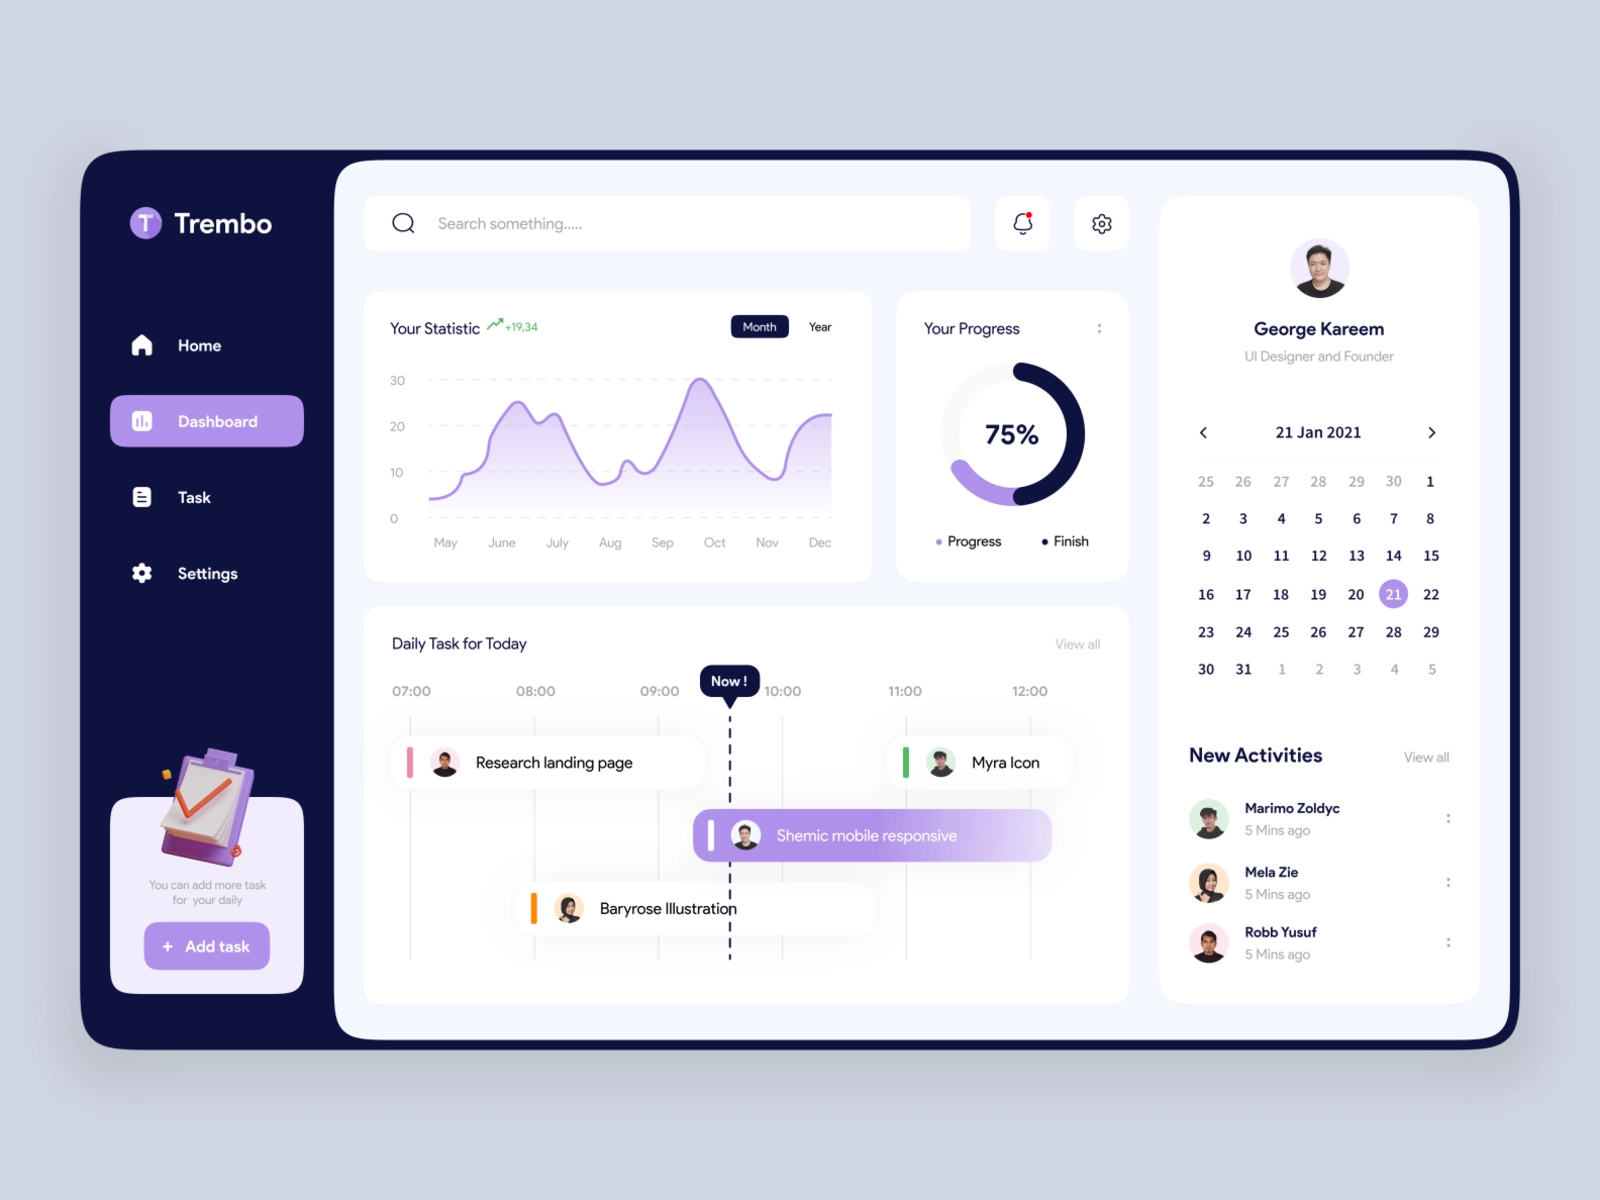 T Trembo
Home
Dashboard
Task
Settings
You can add more task
for your daily
+ Add task
Search something.....
Your Statistic +19,34
Month Year
30
20
10
0
May June July Aug Sep Oct Nov Dec
Your Progress
75%
Progress Finish
Daily Task for Today
View all
Now !
07:00 08:00 09:00 10:00 11:00 12:00
Research landing page
Myra Icon
Shemic mobile responsive
Baryrose Illustration
George Kareem
UI Designer and Founder
21 Jan 2021
25 26 27 28 29 30 1
2 3 4 5 6 7 8
9 10 11 12 13 14 15
16 17 18 19 20 21 22
23 24 25 26 27 28 29
30 31 1 2 3 4 5
New Activities
View all
Marimo Zoldyc
5 Mins ago
Mela Zie
5 Mins ago
Robb Yusuf
5 Mins ago